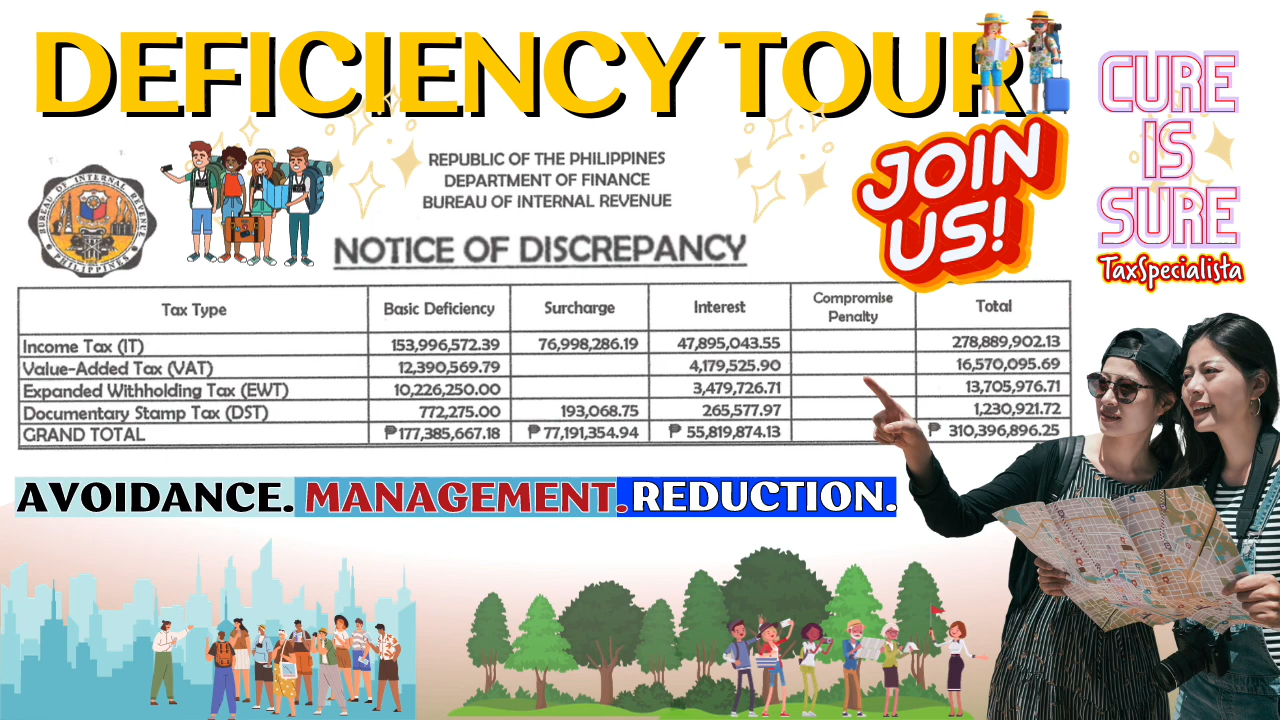 DEFICIENCY TOUR
CURE
IS
SURE
TaxSpecialista
JOIN
US!
BUREAU OF INTERNAL REVENUE
PHILIPPINES
REPUBLIC OF THE PHILIPPINES
DEPARTMENT OF FINANCE
BUREAU OF INTERNAL REVENUE
NOTICE OF DISCREPANCY
Tax Type Basic Deficiency Surcharge Interest Compromise Penalty Total
Income Tax (IT) 153,996,572.39 76,998,286.19 47,895,043.55 278,889,902.13
Value-Added Tax (VAT) 12,390,569.79 4,179,525.90 16,570,095.69
Expanded Withholding Tax (EWT) 10,226,250.00 3,479,726.71 13,705,976.71
Documentary Stamp Tax (DST) 772,275.00 193,068.75 265,577.97 1,230,921.72
GRAND TOTAL ₱177,385,667.18 ₱ 77,191,354.94 ₱ 55,819,874.13 ₱ 310,396,896.25
AVOIDANCE. MANAGEMENT. REDUCTION.